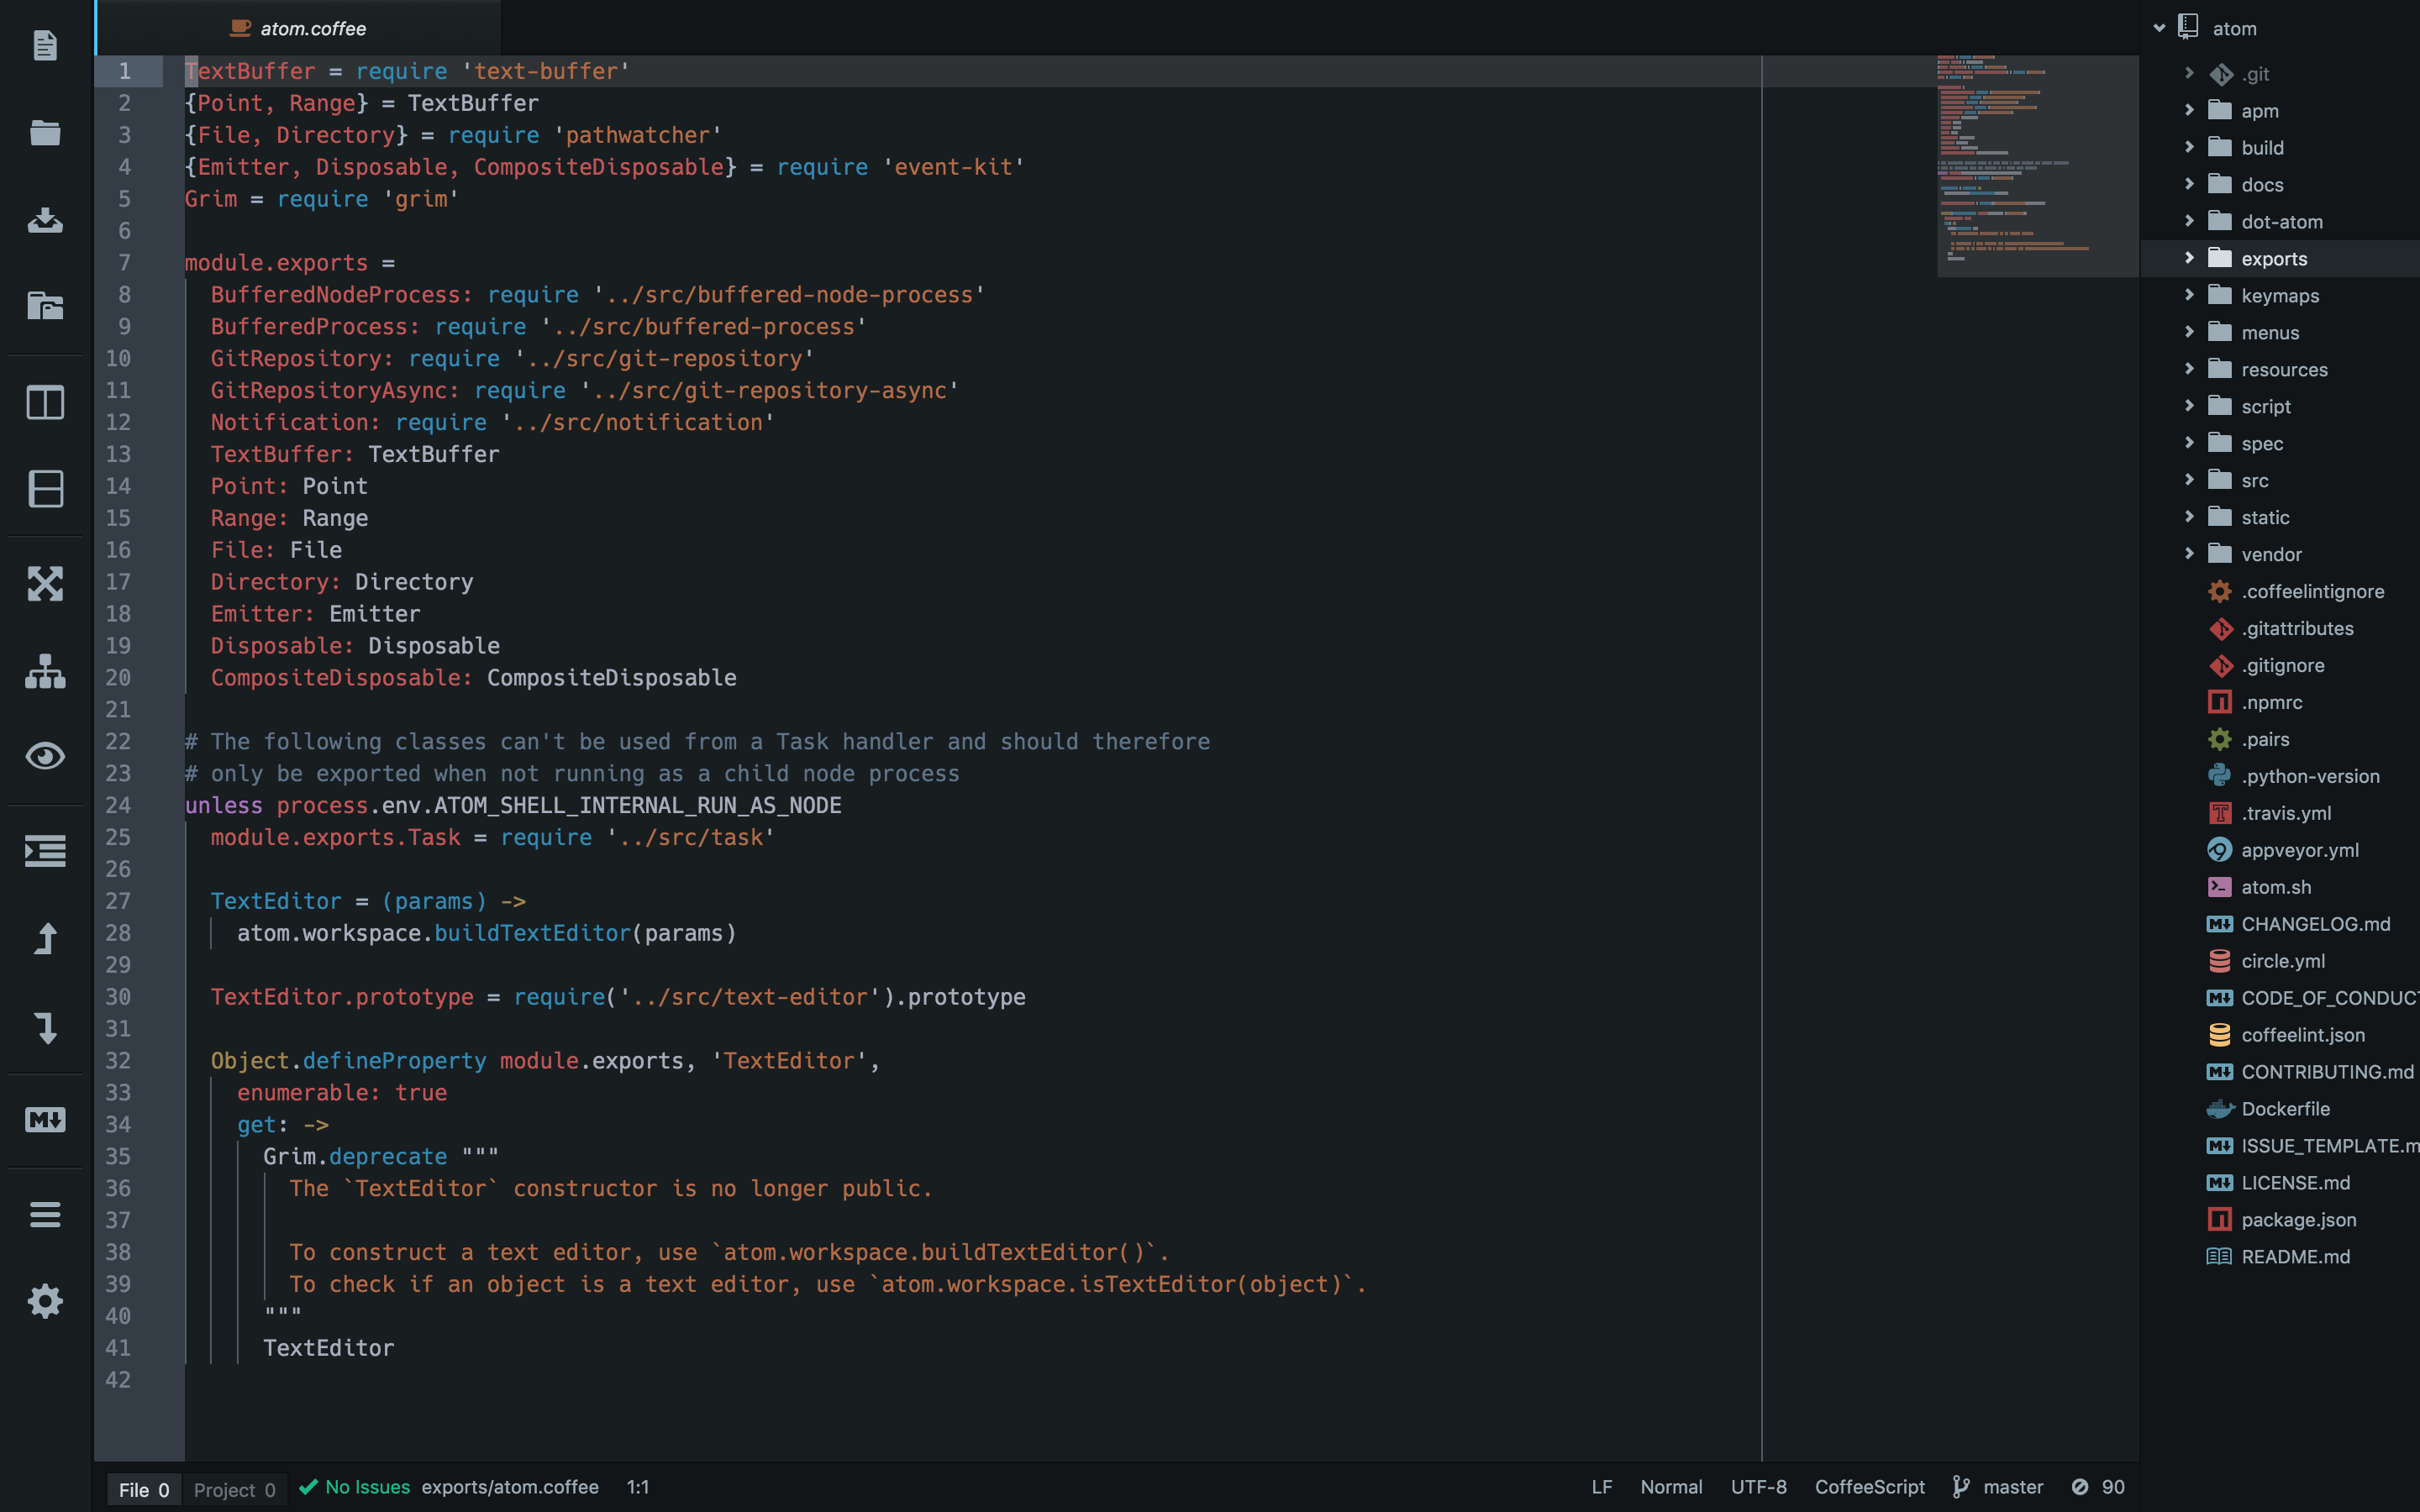 atom.coffee
1 TextBuffer = require 'text-buffer'
2 {Point, Range} = TextBuffer
3 {File, Directory} = require 'pathwatcher'
4 {Emitter, Disposable, CompositeDisposable} = require 'event-kit'
5 Grim = require 'grim'
6
7 module.exports =
8   BufferedNodeProcess: require '../src/buffered-node-process'
9   BufferedProcess: require '../src/buffered-process'
10   GitRepository: require '../src/git-repository'
11   GitRepositoryAsync: require '../src/git-repository-async'
12   Notification: require '../src/notification'
13   TextBuffer: TextBuffer
14   Point: Point
15   Range: Range
16   File: File
17   Directory: Directory
18   Emitter: Emitter
19   Disposable: Disposable
20   CompositeDisposable: CompositeDisposable
21
22 # The following classes can't be used from a Task handler and should therefore
23 # only be exported when not running as a child node process
24 unless process.env.ATOM_SHELL_INTERNAL_RUN_AS_NODE
25   module.exports.Task = require '../src/task'
26
27   TextEditor = (params) ->
28     atom.workspace.buildTextEditor(params)
29
30   TextEditor.prototype = require('../src/text-editor').prototype
31
32   Object.defineProperty module.exports, 'TextEditor',
33     enumerable: true
34     get: ->
35       Grim.deprecate """
36         The `TextEditor` constructor is no longer public.
37
38         To construct a text editor, use `atom.workspace.buildTextEditor()`.
39         To check if an object is a text editor, use `atom.workspace.isTextEditor(object)`.
40       """
41       TextEditor
42
File 0 Project 0 No Issues exports/atom.coffee 1:1 LF Normal UTF-8 CoffeeScript master 90
atom
.git
apm
build
docs
dot-atom
exports
keymaps
menus
resources
script
spec
src
static
vendor
.coffeelintignore
.gitattributes
.gitignore
.npmrc
.pairs
.python-version
.travis.yml
appveyor.yml
atom.sh
CHANGELOG.md
circle.yml
CODE_OF_CONDUCT
coffeelint.json
CONTRIBUTING.md
Dockerfile
ISSUE_TEMPLATE.m
LICENSE.md
package.json
README.md